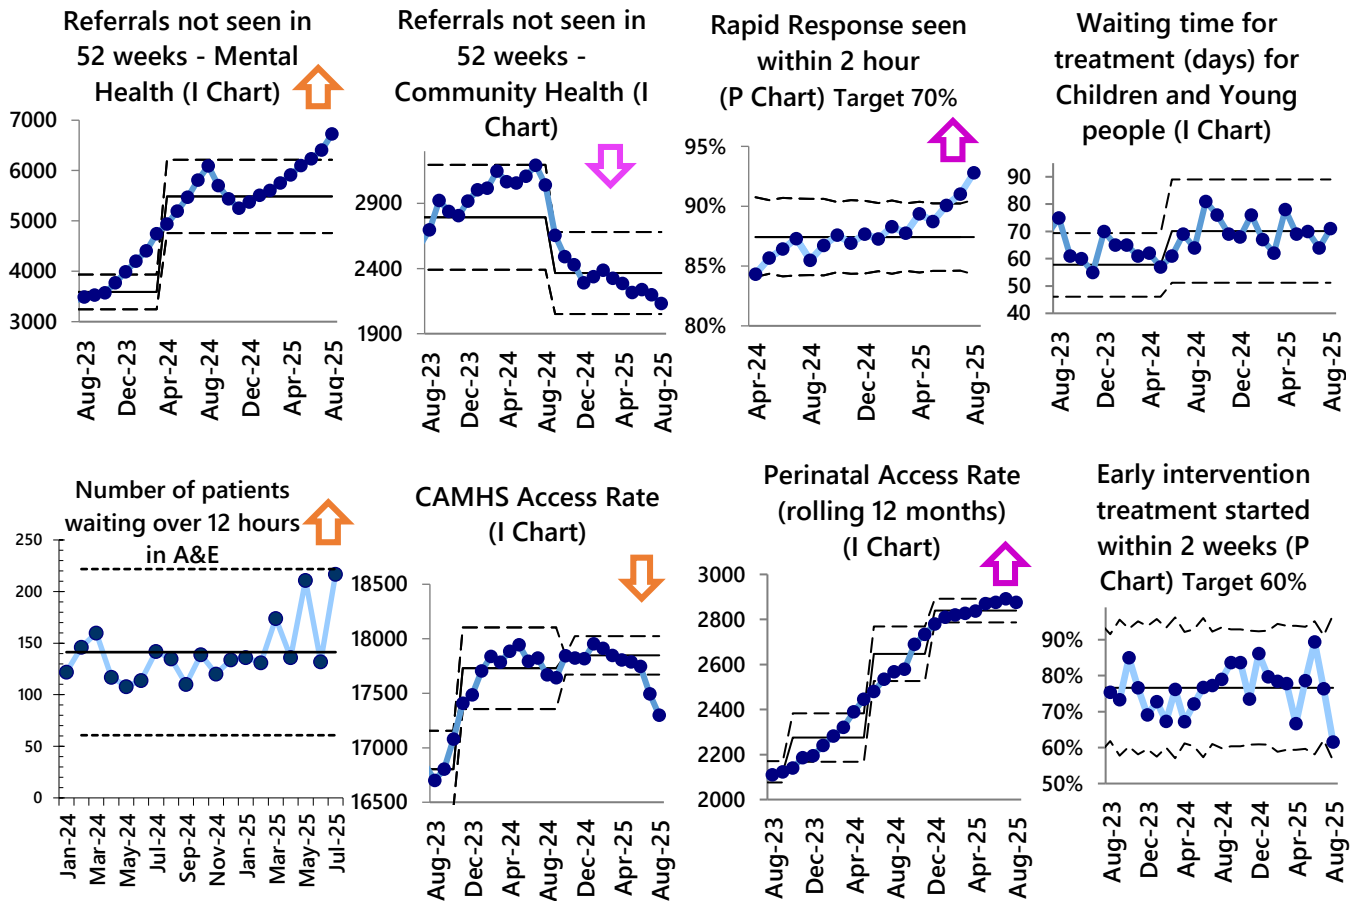 Referrals not seen in
52 weeks - Mental
Health (I Chart)
7000
6000
5000
4000
3000
Aug-23
Dec-23
Apr-24
Aug-24
Dec-24
Apr-25
Aug-25
Referrals not seen in
52 weeks -
Community Health (I
Chart)
2900
2400
1900
Aug-23
Dec-23
Apr-24
Aug-24
Dec-24
Apr-25
Aug-25
Rapid Response seen
within 2 hour
(P Chart) Target 70%
95%
90%
85%
80%
Apr-24
Aug-24
Dec-24
Apr-25
Aug-25
Waiting time for
treatment (days) for
Children and Young
people (I Chart)
90
80
70
60
50
40
Aug-23
Dec-23
Apr-24
Aug-24
Dec-24
Apr-25
Aug-25
Number of patients
waiting over 12 hours
in A&E
250
200
150
100
50
0
Jan-24
Mar-24
May-24
Jul-24
Sep-24
Nov-24
Jan-25
Mar-25
May-25
Jul-25
CAMHS Access Rate
(I Chart)
18500
18000
17500
17000
16500
Aug-23
Dec-23
Apr-24
Aug-24
Dec-24
Apr-25
Aug-25
Perinatal Access Rate
(rolling 12 months)
(I Chart)
3000
2800
2600
2400
2200
2000
Aug-23
Dec-23
Apr-24
Aug-24
Dec-24
Apr-25
Aug-25
Early intervention
treatment started
within 2 weeks (P
Chart) Target 60%
90%
80%
70%
60%
50%
Aug-23
Dec-23
Apr-24
Aug-24
Dec-24
Apr-25
Aug-25